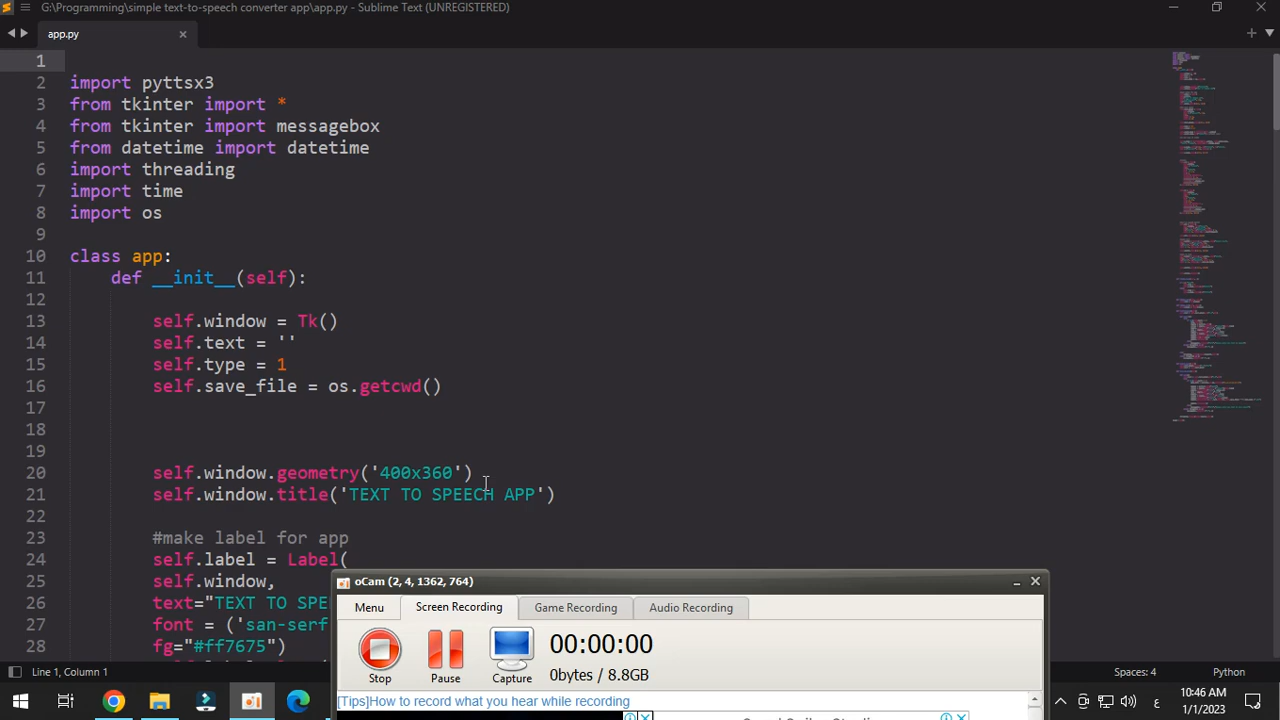 G:\Programming\simple text-to-speech converter app\app.py - Sublime Text (UNREGISTERED)
app.py
1
2 import pyttsx3
3 from tkinter import *
4 from tkinter import messagebox
5 from datetime import datetime
6 import threading
7 import time
8 import os
9
10 class app:
11 def __init__(self):
12
13 self.window = Tk()
14 self.text = ''
15 self.type = 1
16 self.save_file = os.getcwd()
17
18
19
20 self.window.geometry('400x360')
21 self.window.title('TEXT TO SPEECH APP')
22
23 #make label for app
24 self.label = Label(
25 self.window,
26 text="TEXT TO SPE
27 font = ('san-serf
28 fg="#ff7675")
oCam (2, 4, 1362, 764)
Menu Screen Recording Game Recording Audio Recording
00:00:00
0bytes / 8.8GB
Stop Pause Capture
[Tips]How to record what you hear while recording
Line 1, Column 1 Spaces: 4 Python
ع 10:46 AM
1/1/2023